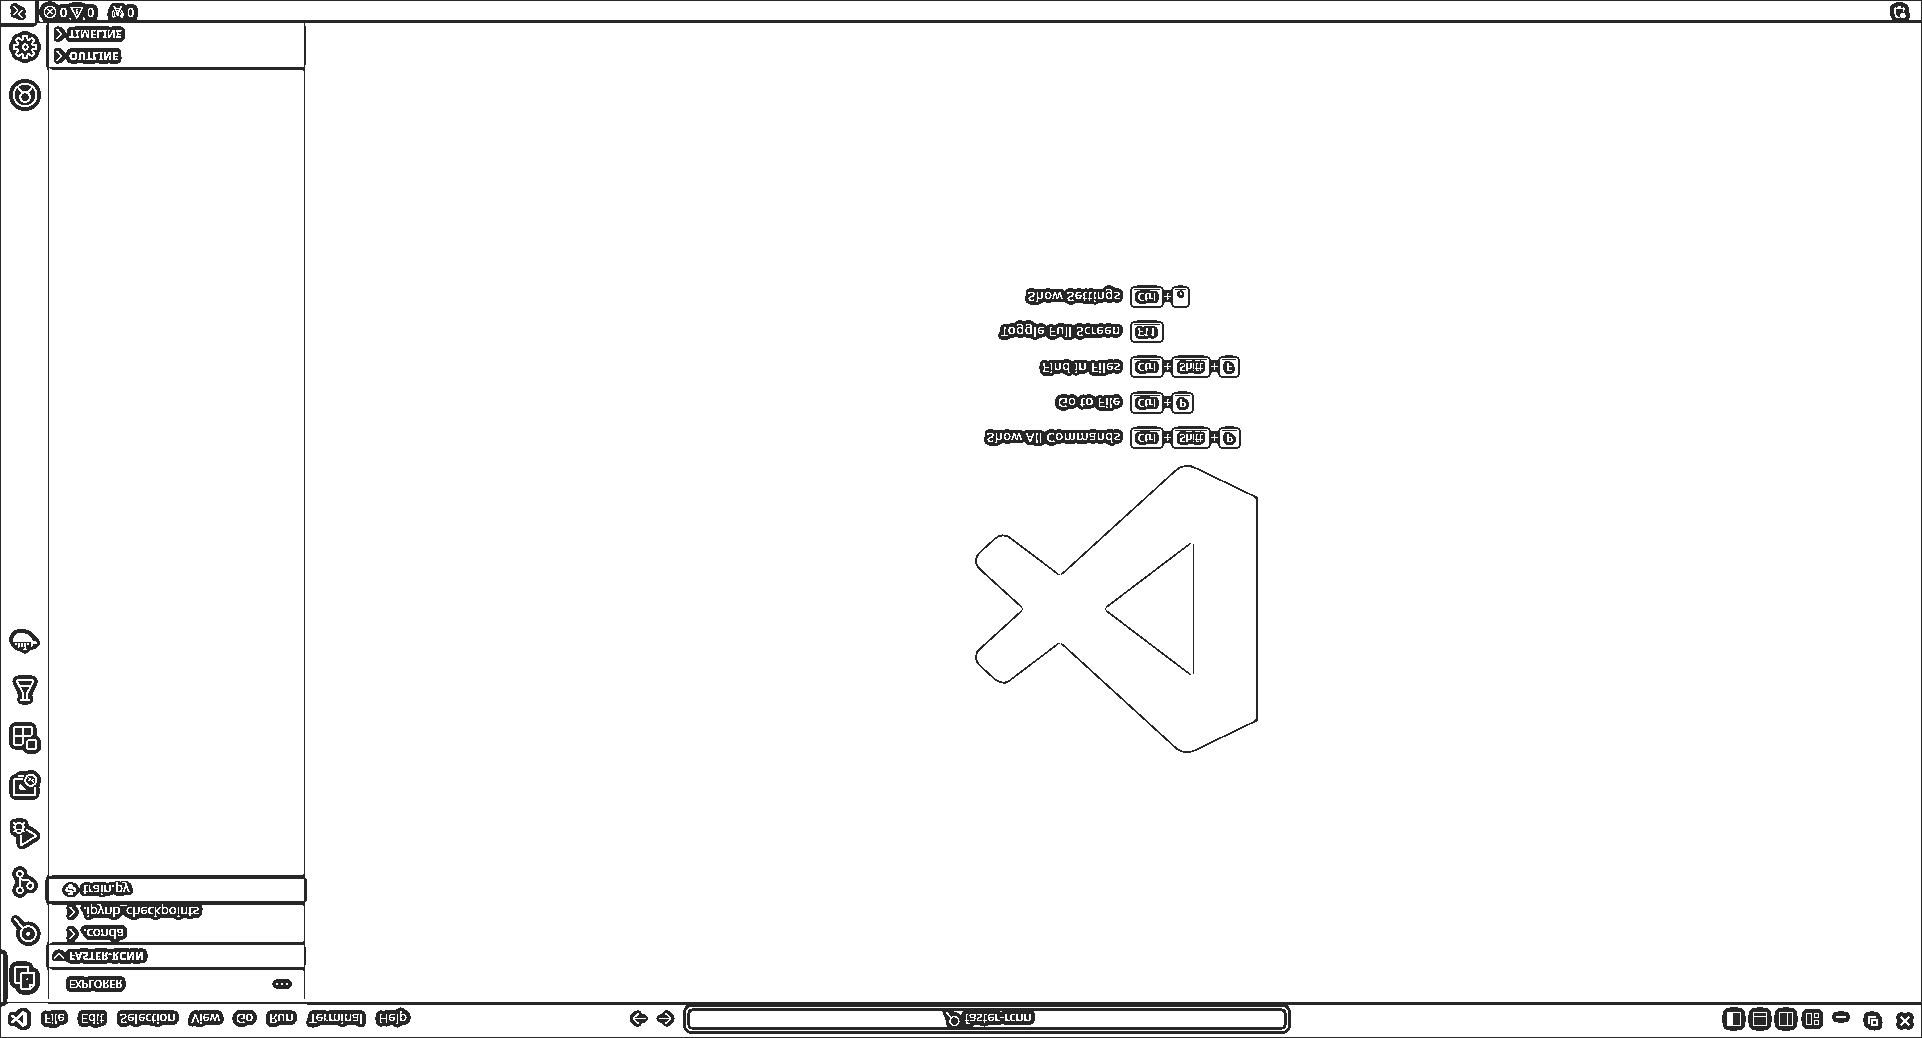 File Edit Selection View Go Run Terminal Help
faster-rcnn
EXPLORER
FASTER-RCNN
.conda
.ipynb_checkpoints
train.py
Show All Commands Ctrl + Shift + P
Go to File Ctrl + P
Find in Files Ctrl + Shift + F
Toggle Full Screen F11
Show Settings Ctrl + ,
OUTLINE
TIMELINE
0 0 0